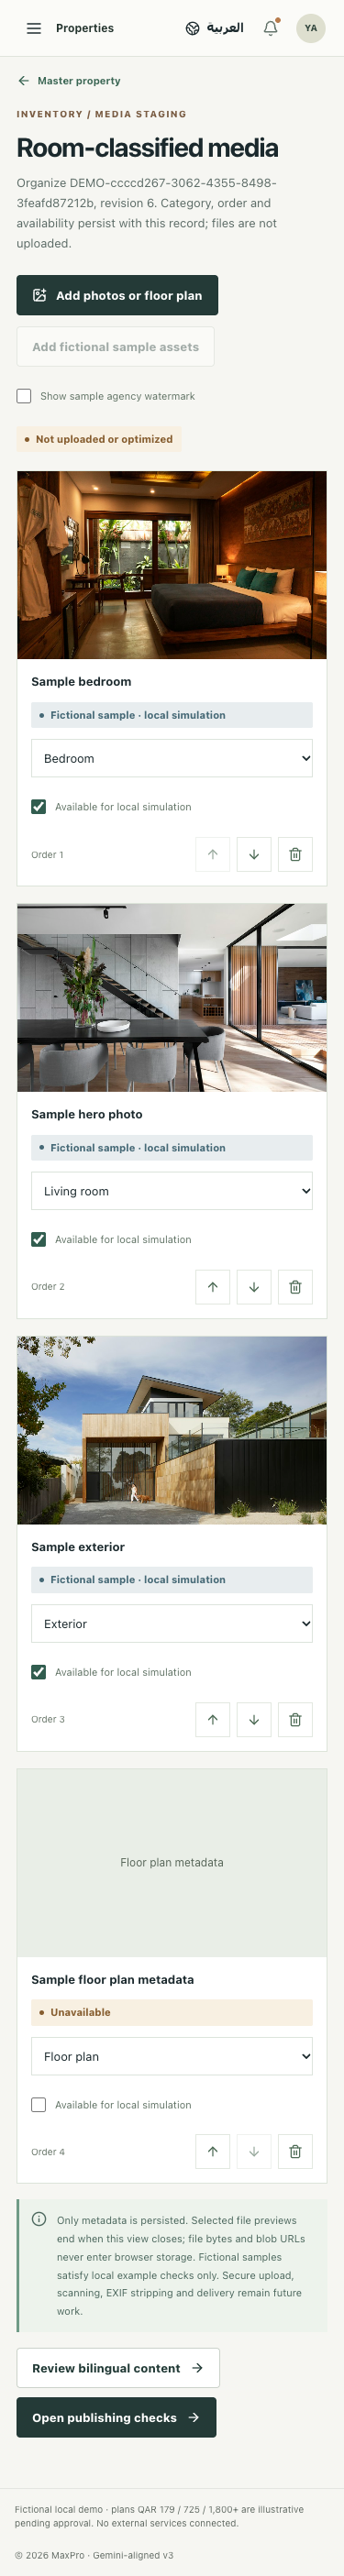 Properties
العربية
YA
Master property
INVENTORY / MEDIA STAGING
Room-classified media
Organize DEMO-ccccd267-3062-4355-8498-
3feafd87212b, revision 6. Category, order and
availability persist with this record; files are not
uploaded.
Add photos or floor plan
Add fictional sample assets
Show sample agency watermark
Not uploaded or optimized
Sample bedroom
Fictional sample · local simulation
Bedroom
Available for local simulation
Order 1
Sample hero photo
Fictional sample · local simulation
Living room
Available for local simulation
Order 2
Sample exterior
Fictional sample · local simulation
Exterior
Available for local simulation
Order 3
Floor plan metadata
Sample floor plan metadata
Unavailable
Floor plan
Available for local simulation
Order 4
Only metadata is persisted. Selected file previews
end when this view closes; file bytes and blob URLs
never enter browser storage. Fictional samples
satisfy local example checks only. Secure upload,
scanning, EXIF stripping and delivery remain future
work.
Review bilingual content
Open publishing checks
Fictional local demo · plans QAR 179 / 725 / 1,800+ are illustrative
pending approval. No external services connected.
© 2026 MaxPro · Gemini-aligned v3